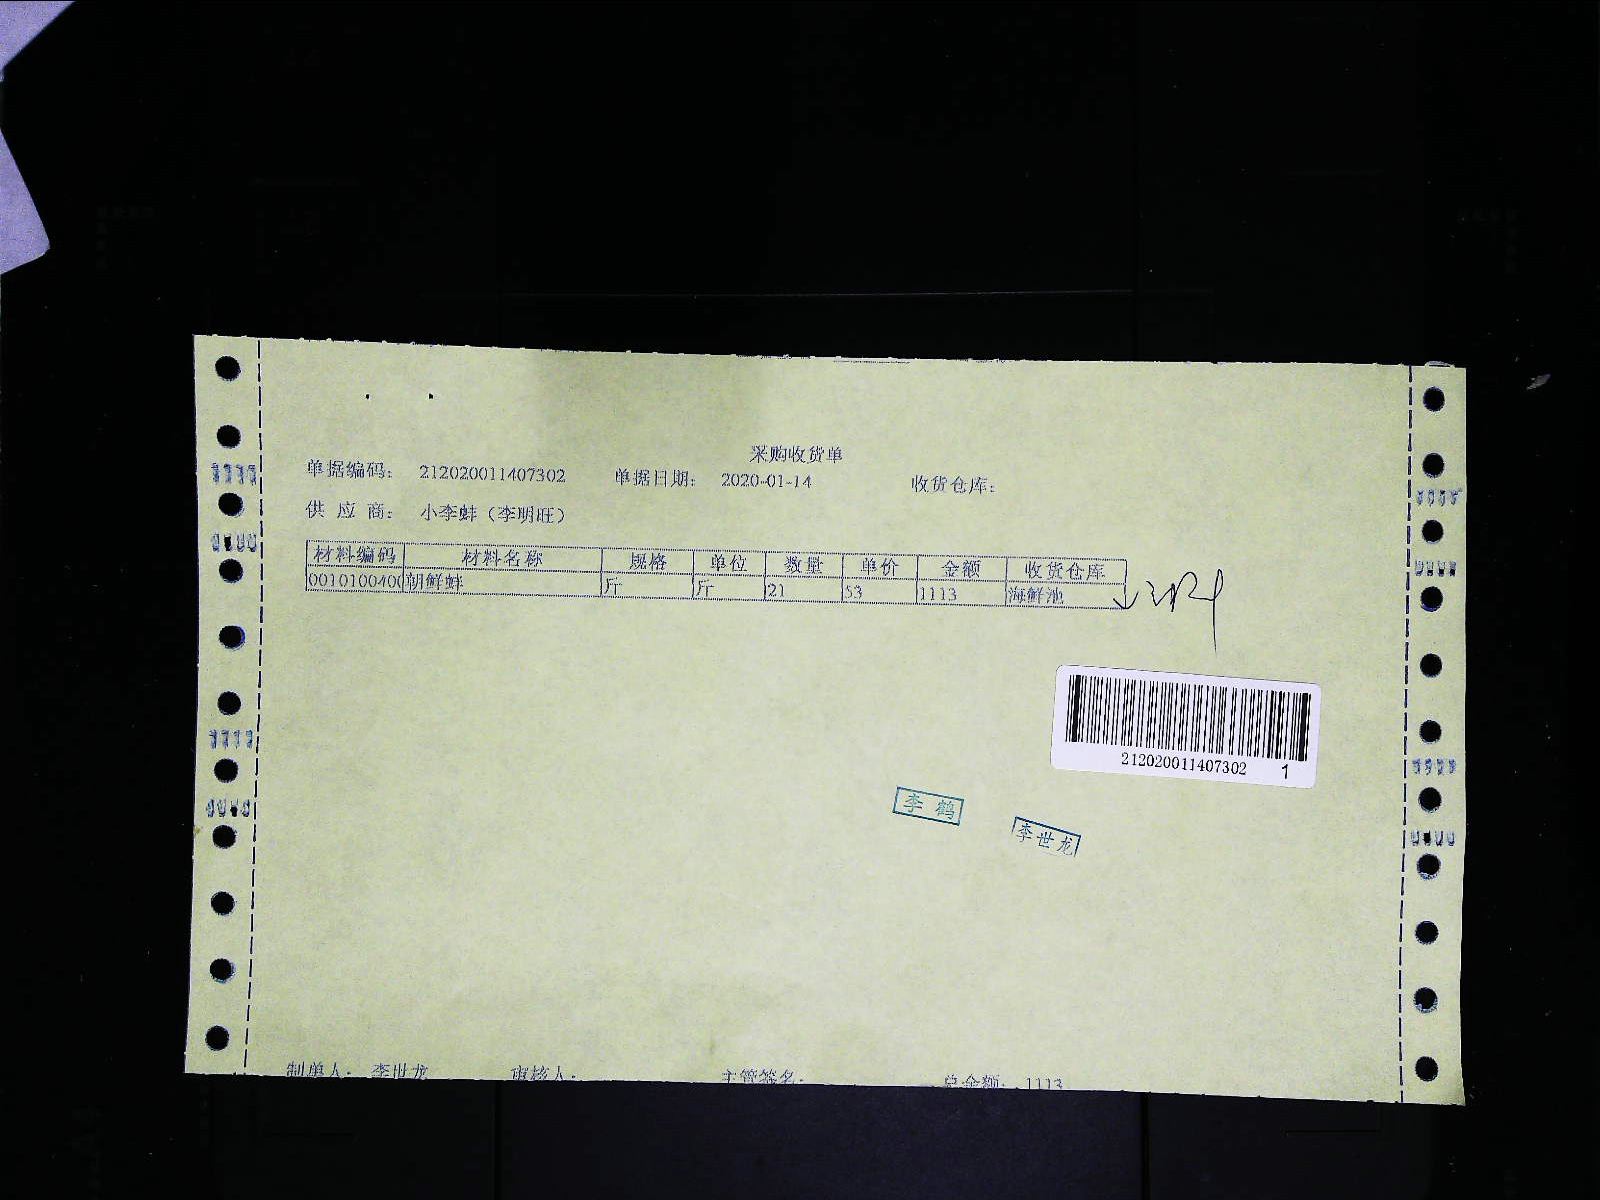 采购收货单
单据编码： 212020011407302 单据日期： 2020-01-14 收货仓库：
供 应 商： 小李蚌（李明旺）
材料编码 材料名称 规格 单位 数量 单价 金额 收货仓库
0010100400 朝鲜蚌 斤 斤 21 53 1113 海鲜池
212020011407302 1
李 鹤
李世龙
制单人： 李世龙 审核人： 主管签名： 总金额： 1113